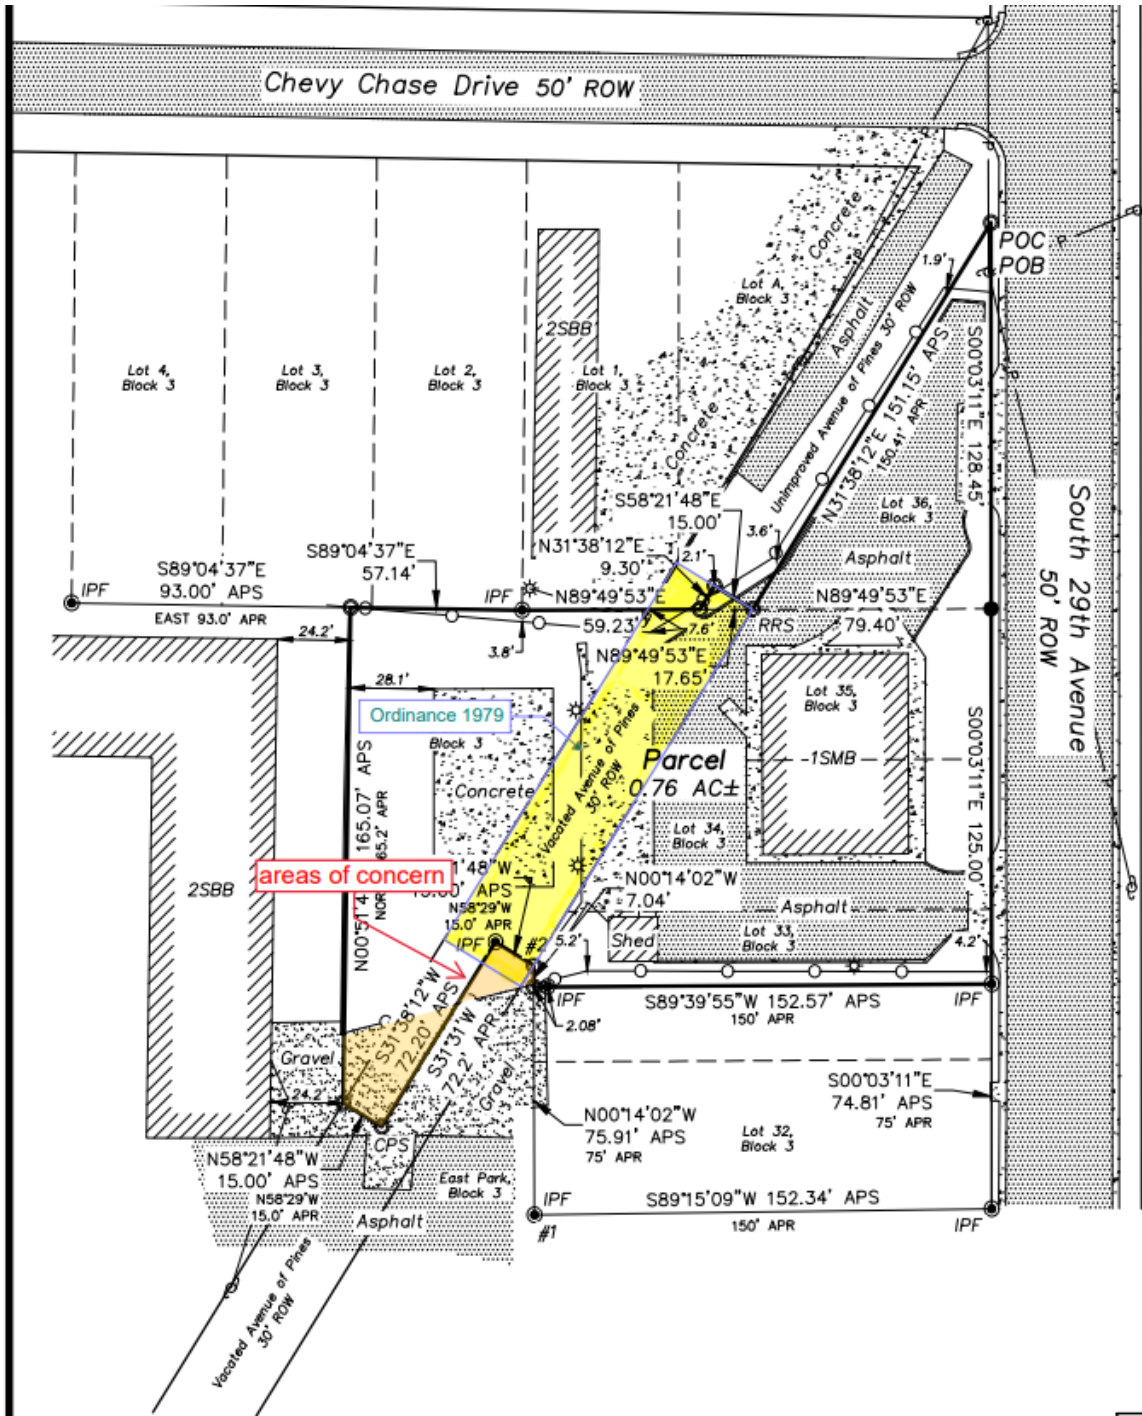 Chevy Chase Drive 50' ROW
POC
POB
1.9'
Concrete
Lot A,
Block 3
Asphalt
Unimproved Avenue of Pines 30' ROW
2SBB
Lot 4,
Block 3
Lot 3,
Block 3
Lot 2,
Block 3
Lot 1,
Block 3
Concrete
N31°38'12"E 151.15' APS
150.41' APR
S00°03'11"E 128.45'
South 29th Avenue
50' ROW
Lot 36,
Block 3
Asphalt
S58°21'48"E
15.00'
3.6'
N31°38'12"E
9.30'
2.1'
S89°04'37"E
57.14'
S89°04'37"E
93.00' APS
IPF
EAST 93.0' APR
IPF
N89°49'53"E
59.23'
7.6'
RRS
N89°49'53"E
79.40'
24.2'
3.8'
N89°49'53"E
17.65'
28.1'
Lot 35,
Block 3
Ordinance 1979
Block 3
Vacated Avenue of Pines
30' ROW
Parcel
0.76 AC±
1SMB
S00°03'11"E 125.00'
Concrete
165.07' APS
65.2' APR
N00°51'4
NOR
Lot 34,
Block 3
areas of concern
1'48"W
APS
N58°29'W
15.0' APR
N00°14'02"W
7.04'
2SBB
Asphalt
Lot 33,
Block 3
IPF
#2
5.2'
Shed
4.2'
IPF
S89°39'55"W 152.57' APS
150' APR
IPF
2.08'
S31°38'12"W
72.20' APS
S31°31'W
72.2' APR
Gravel
Gravel
24.2'
S00°03'11"E
74.81' APS
75' APR
N00°14'02"W
75.91' APS
75' APR
Lot 32,
Block 3
CPS
N58°21'48"W
15.00' APS
N58°29'W
15.0' APR
East Park,
Block 3
Asphalt
IPF
S89°15'09"W 152.34' APS
150' APR
IPF
#1
Vacated Avenue of Pines
30' ROW